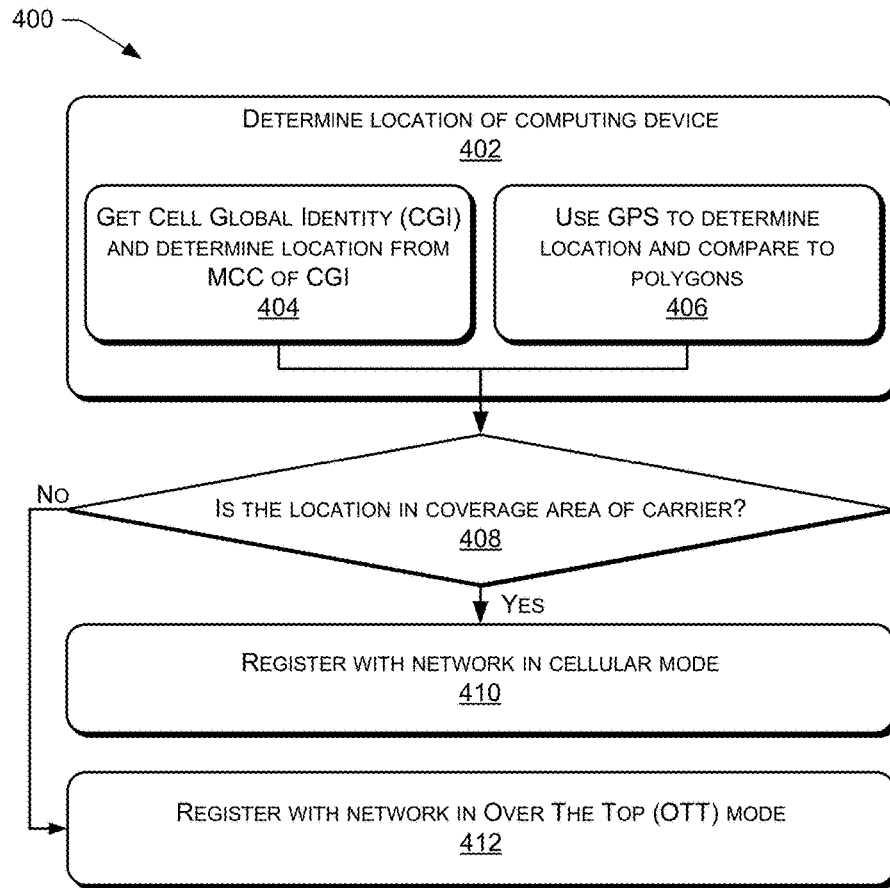 400
DETERMINE LOCATION OF COMPUTING DEVICE
402
GET CELL GLOBAL IDENTITY (CGI)
AND DETERMINE LOCATION FROM
MCC OF CGI
404
USE GPS TO DETERMINE
LOCATION AND COMPARE TO
POLYGONS
406
NO
IS THE LOCATION IN COVERAGE AREA OF CARRIER?
408
YES
REGISTER WITH NETWORK IN CELLULAR MODE
410
REGISTER WITH NETWORK IN OVER THE TOP (OTT) MODE
412